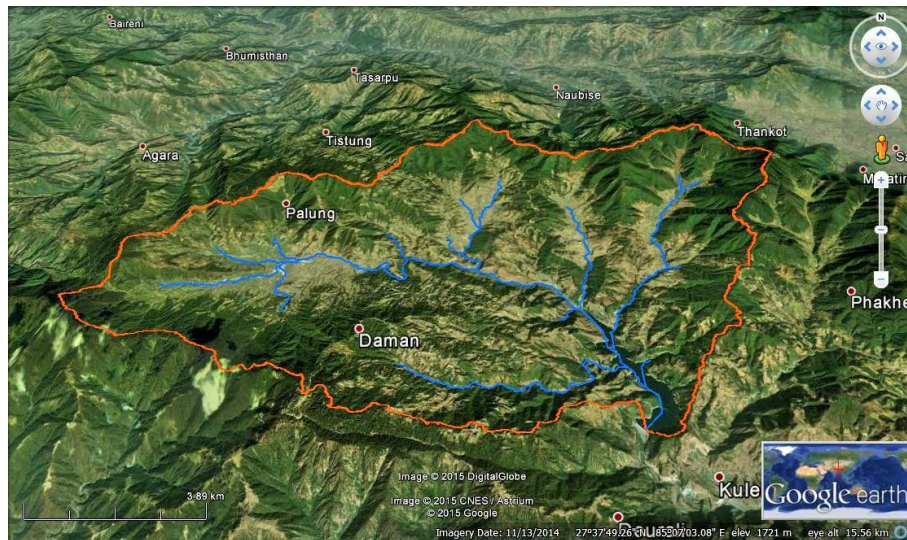 Baireni
Bhumisthan
Tasarpu
Naubise
N
Agara
Tistung
Thankot
Palung
Phakhe
Daman
Image © 2015 DigitalGlobe
Image © 2015 CNES / Astrium
© 2015 Google
3.89 km
Kule
Google earth
Imagery Date: 11/13/2014 27°37'49.26" N 85°07'03.08" E elev 1721 m eye alt 15.56 km